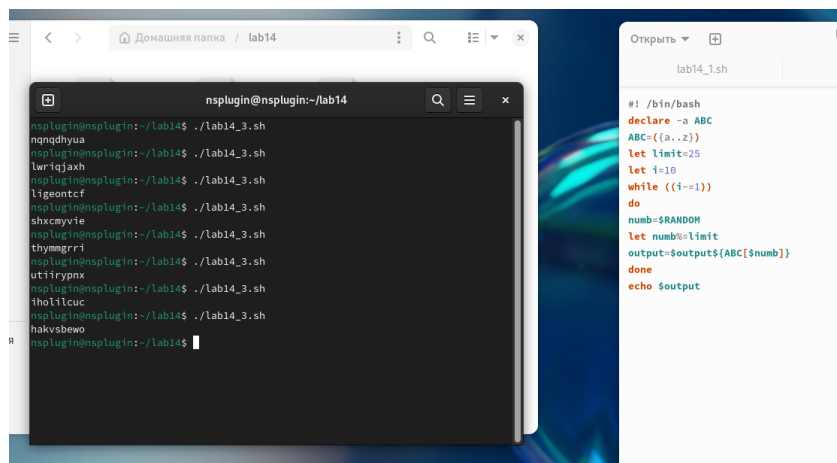 Домашняя папка / lab14
nsplugin@nsplugin:~/lab14
nsplugin@nsplugin:~/lab14$ ./lab14_3.sh
nqnqdhyua
nsplugin@nsplugin:~/lab14$ ./lab14_3.sh
lwriqjaxh
nsplugin@nsplugin:~/lab14$ ./lab14_3.sh
ligeontcf
nsplugin@nsplugin:~/lab14$ ./lab14_3.sh
shxcmyvie
nsplugin@nsplugin:~/lab14$ ./lab14_3.sh
thymmgrri
nsplugin@nsplugin:~/lab14$ ./lab14_3.sh
utiirypnx
nsplugin@nsplugin:~/lab14$ ./lab14_3.sh
iholilcuc
nsplugin@nsplugin:~/lab14$ ./lab14_3.sh
hakvsbewo
nsplugin@nsplugin:~/lab14$
я
Открыть
lab14_1.sh
#! /bin/bash
declare -a ABC
ABC=({a..z})
let limit=25
let i=10
while ((i-=1))
do
numb=$RANDOM
let numb%=limit
output=$output${ABC[$numb]}
done
echo $output